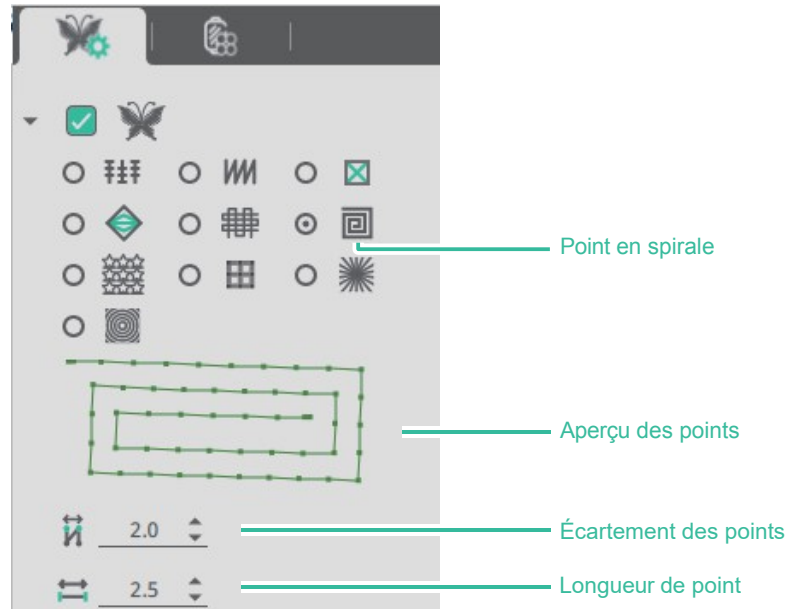 Point en spirale
Aperçu des points
2.0
Écartement des points
2.5
Longueur de point